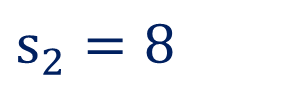 s₂ = 8